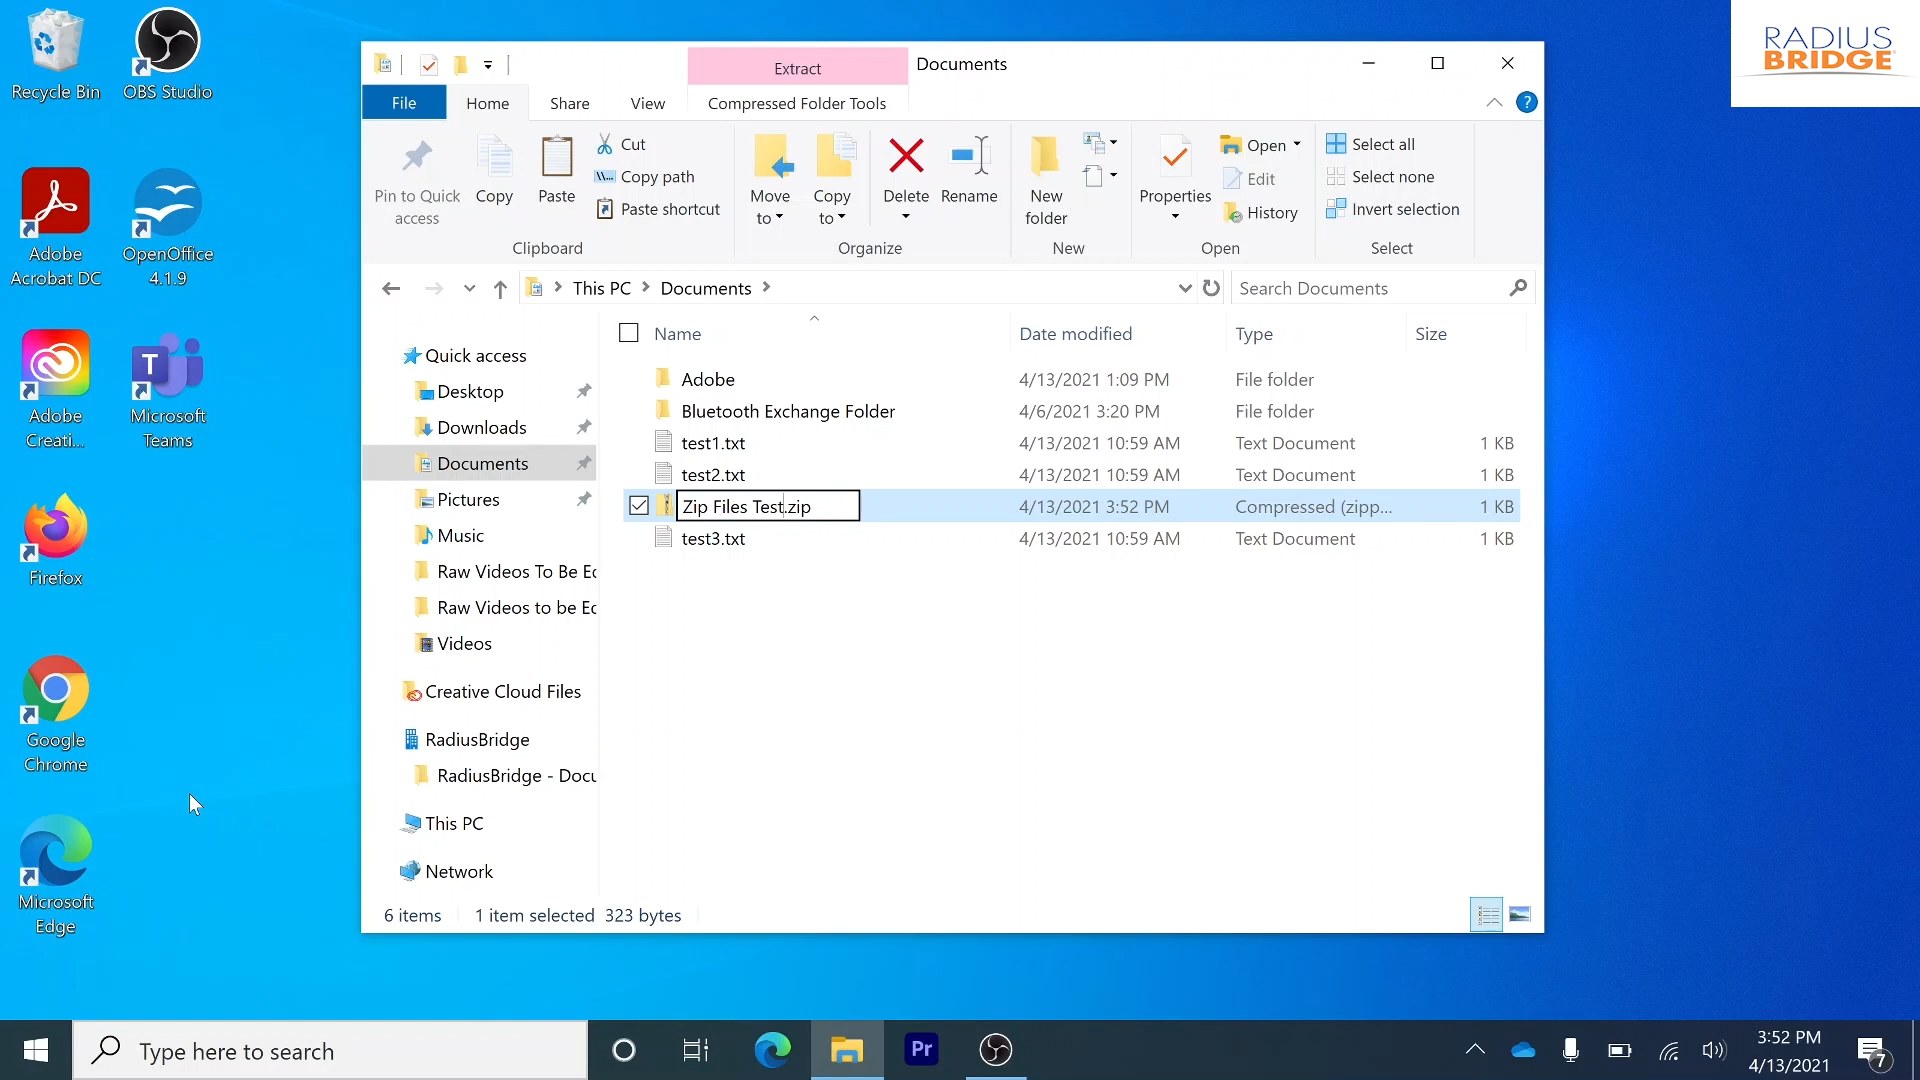 Recycle Bin
OBS Studio
Adobe
Acrobat DC
OpenOffice
4.1.9
Adobe
Creati...
Microsoft
Teams
Firefox
Google
Chrome
Microsoft
Edge
RADIUS
BRIDGE
Extract
Documents
File
Home
Share
View
Compressed Folder Tools
Pin to Quick
access
Copy
Paste
Cut
Copy path
Paste shortcut
Clipboard
Move
to
Copy
to
Delete
Rename
Organize
New
folder
New
Properties
Open
Edit
History
Open
Select all
Select none
Invert selection
Select
This PC
Documents
Search Documents
Name
Date modified
Type
Size
Quick access
Desktop
Downloads
Documents
Pictures
Music
Raw Videos To Be Ec
Raw Videos to be Ec
Videos
Creative Cloud Files
RadiusBridge
RadiusBridge - Docu
This PC
Network
Adobe 4/13/2021 1:09 PM File folder
Bluetooth Exchange Folder 4/6/2021 3:20 PM File folder
test1.txt 4/13/2021 10:59 AM Text Document 1 KB
test2.txt 4/13/2021 10:59 AM Text Document 1 KB
Zip Files Test.zip 4/13/2021 3:52 PM Compressed (zipp... 1 KB
test3.txt 4/13/2021 10:59 AM Text Document 1 KB
6 items 1 item selected 323 bytes
Type here to search
Pr
3:52 PM
4/13/2021
7